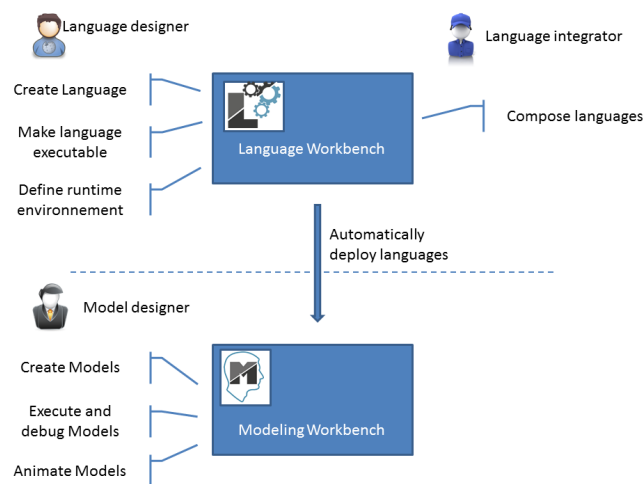 Language designer
Language integrator
Create Language
Make language
executable
Define runtime
environnement
L
Language Workbench
Compose languages
Automatically
deploy languages
Model designer
Create Models
Execute and
debug Models
Animate Models
M
Modeling Workbench